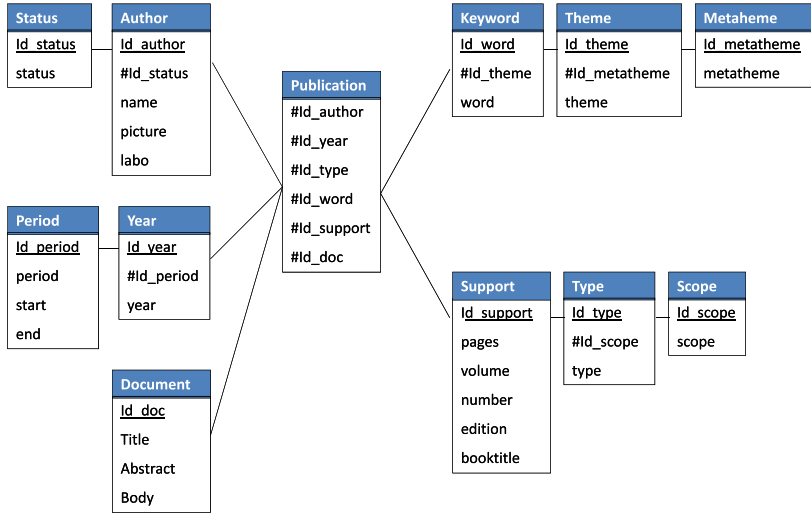 Status
Id_status
status
Author
Id_author
#Id_status
name
picture
labo
Publication
#Id_author
#Id_year
#Id_type
#Id_word
#Id_support
#Id_doc
Keyword
Id_word
#Id_theme
word
Theme
Id_theme
#Id_metatheme
theme
Metaheme
Id_metatheme
metatheme
Period
Id_period
period
start
end
Year
Id_year
#Id_period
year
Document
Id_doc
Title
Abstract
Body
Support
Id_support
pages
volume
number
edition
booktitle
Type
Id_type
#Id_scope
type
Scope
Id_scope
scope